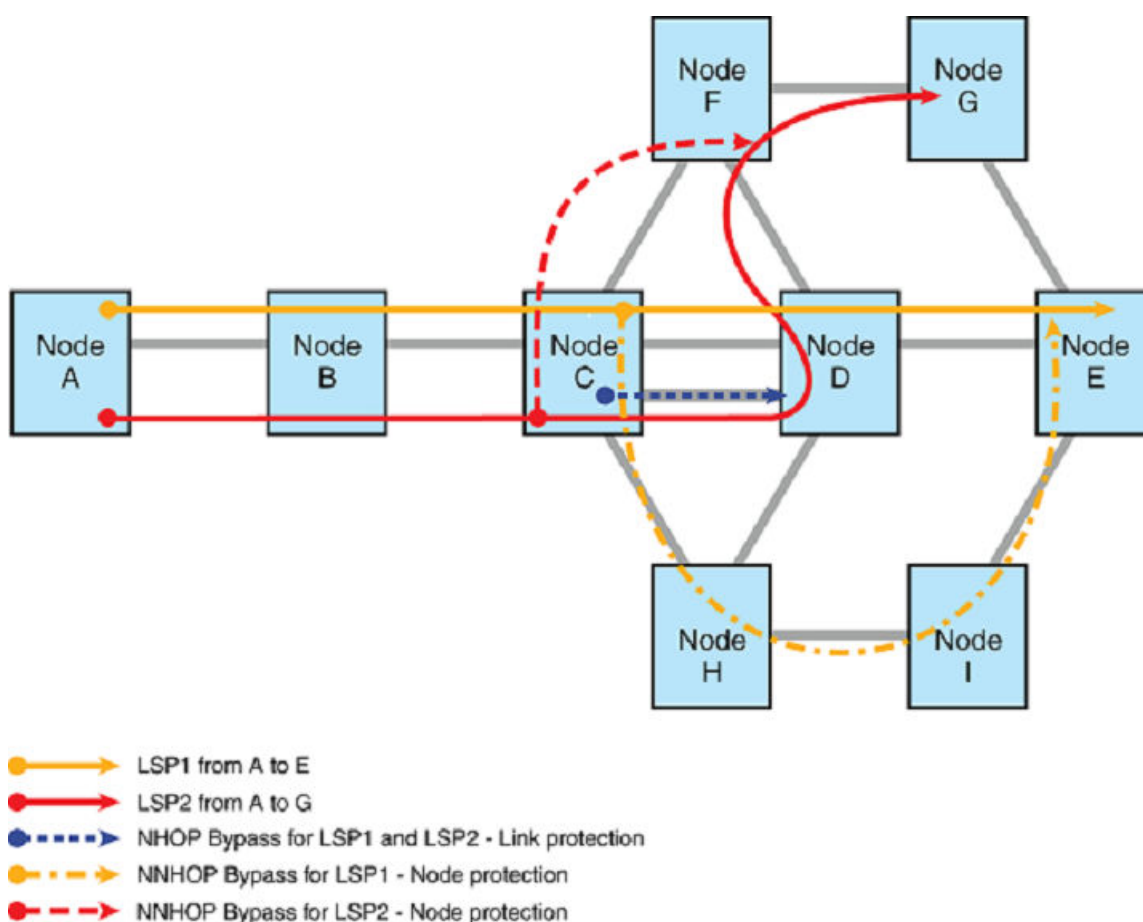 Node
F
Node
G
Node
A
Node
B
Node
C
Node
D
Node
E
Node
H
Node
I
LSP1 from A to E
LSP2 from A to G
NHOP Bypass for LSP1 and LSP2 - Link protection
NNHOP Bypass for LSP1 - Node protection
NNHOP Bypass for LSP2 - Node protection